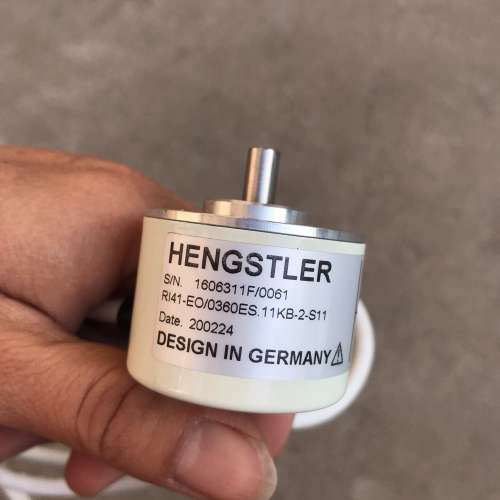 HENGSTLER
S/N. 1606311F/0061
RI41-EO/0360ES.11KB-2-S11
Date. 200224
DESIGN IN GERMANY